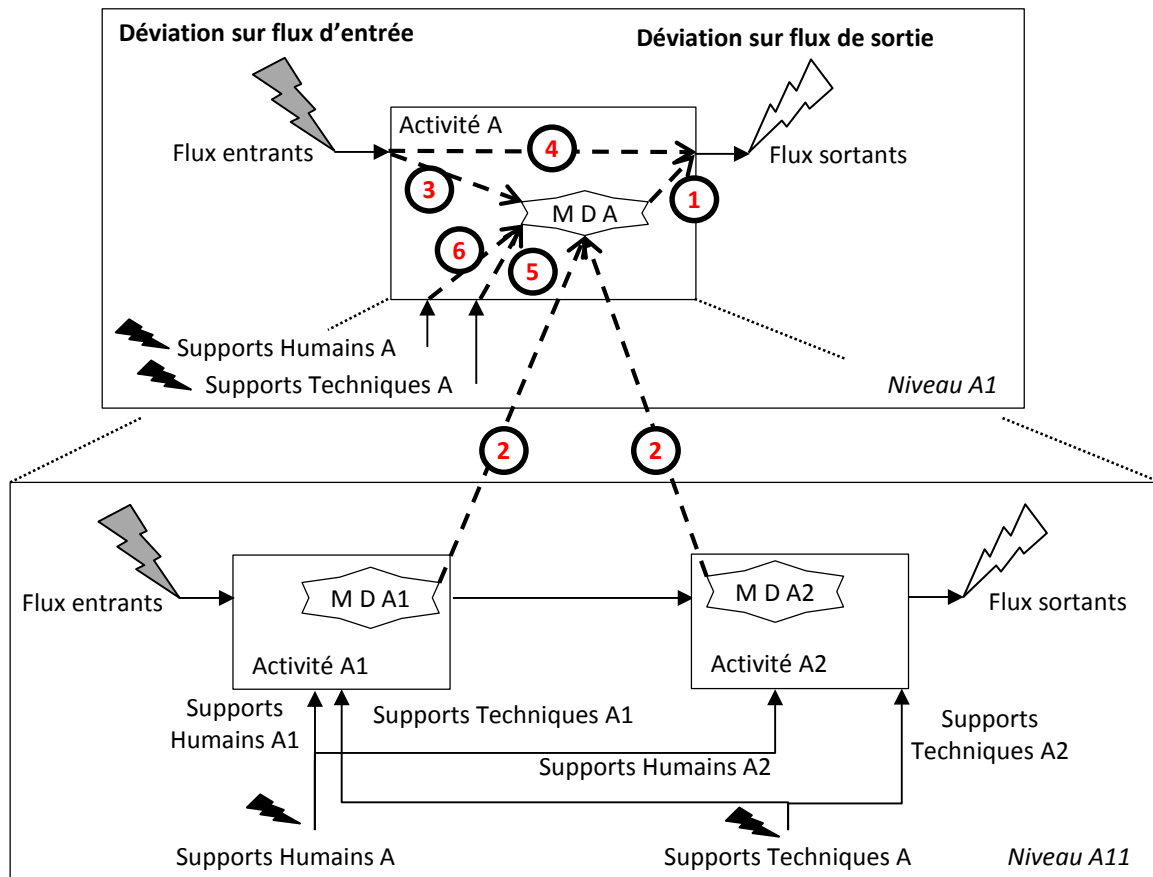 Déviation sur flux d'entrée
Déviation sur flux de sortie
Activité A
Flux entrants
4
Flux sortants
3
1
M D A
6
5
Supports Humains A
Supports Techniques A
Niveau A1
2
2
Flux entrants
M D A1
M D A2
Flux sortants
Activité A1
Activité A2
Supports
Humains A1
Supports Techniques A1
Supports
Techniques A2
Supports Humains A2
Supports Humains A
Supports Techniques A
Niveau A11